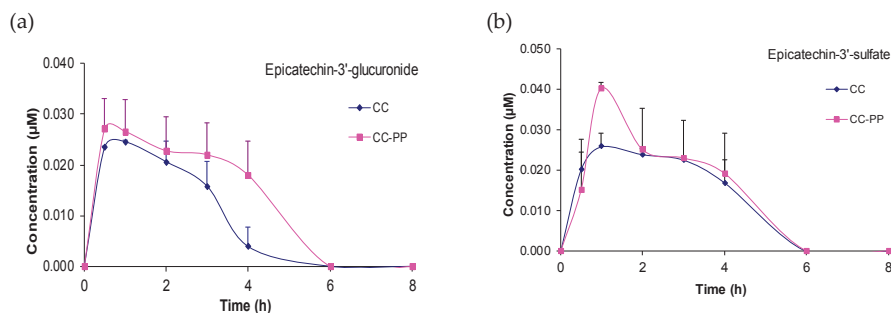 (a)
Epicatechin-3'-glucuronide
CC
CC-PP
Concentration (µM)
0.040
0.030
0.020
0.010
0.000
0 2 4 6 8
Time (h)
(b)
Epicatechin-3'-sulfate
CC
CC-PP
Concentration (µM)
0.050
0.040
0.030
0.020
0.010
0.000
0 2 4 6 8
Time (h)